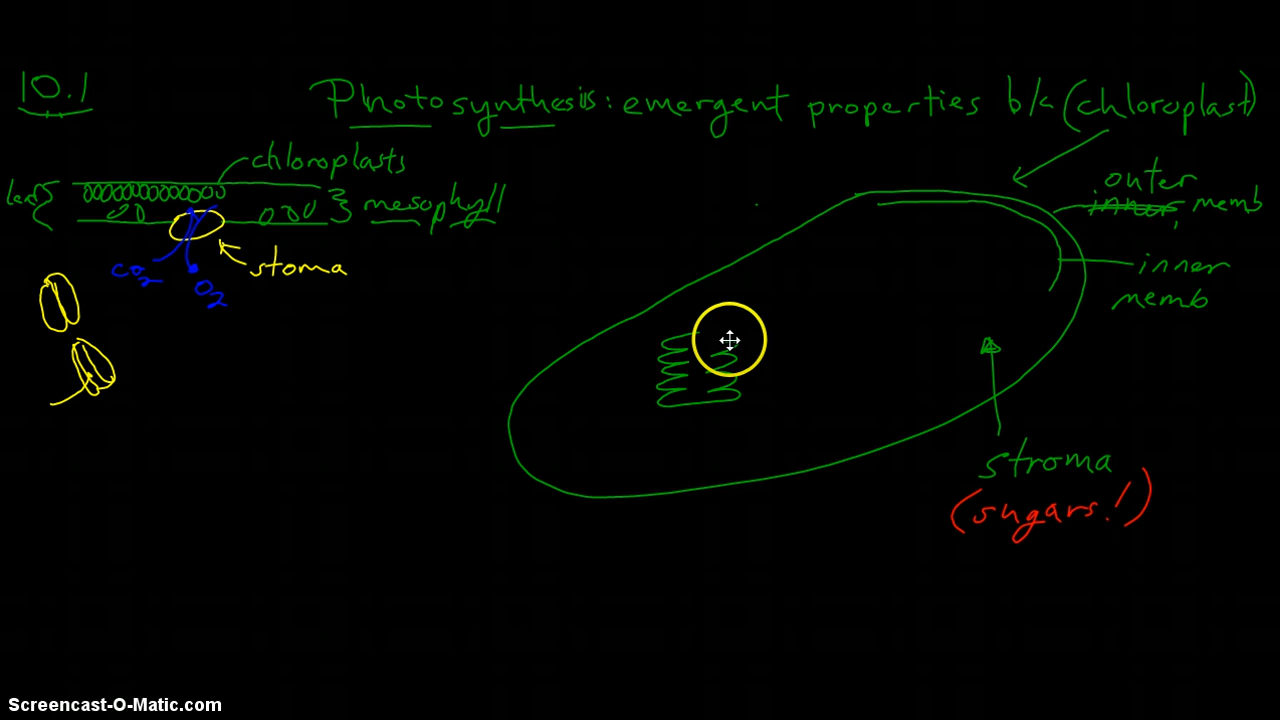 10.1
Photosynthesis: emergent properties b/c (chloroplast)
chloroplasts
leaf { } mesophyll
CO2
O2
stoma
outer
inner memb
inner
memb
stroma
(sugars!)
Screencast-O-Matic.com